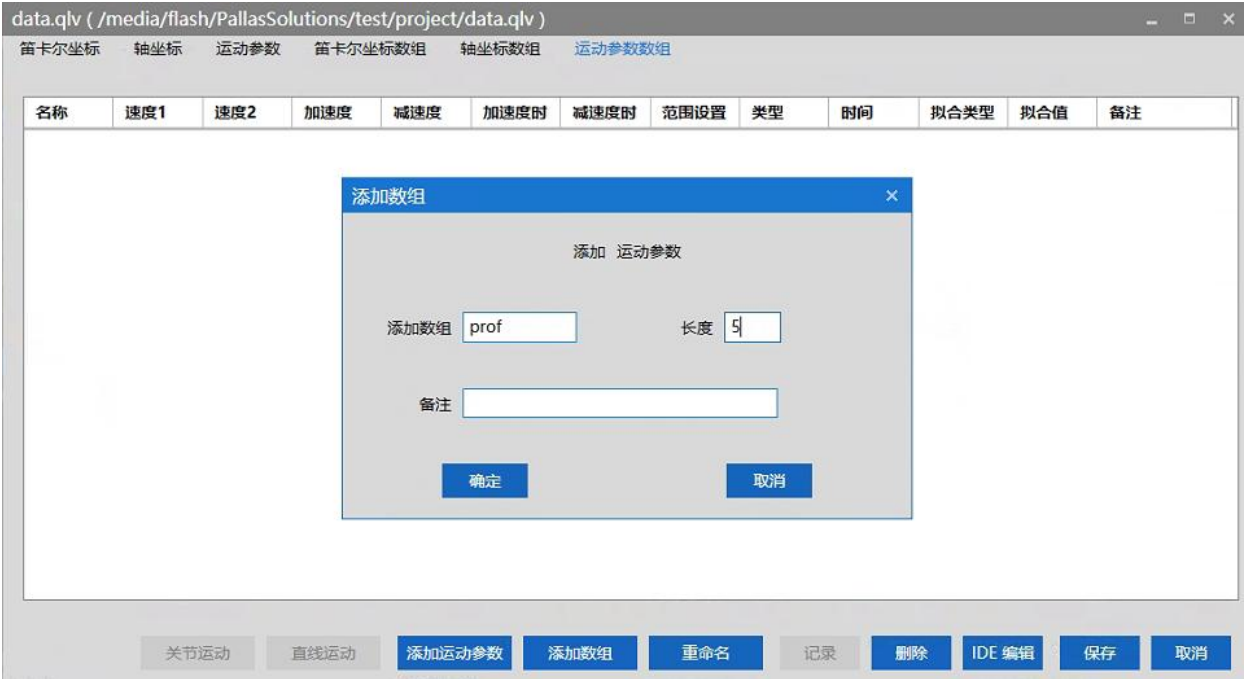 data.qlv ( /media/flash/PallasSolutions/test/project/data.qlv )
笛卡尔坐标 轴坐标 运动参数 笛卡尔坐标数组 轴坐标数组 运动参数数组
名称 速度1 速度2 加速度 减速度 加速度时 减速度时 范围设置 类型 时间 拟合类型 拟合值 备注
添加数组
添加 运动参数
添加数组 prof 长度 5
备注
确定 取消
关节运动 直线运动 添加运动参数 添加数组 重命名 记录 删除 IDE 编辑 保存 取消